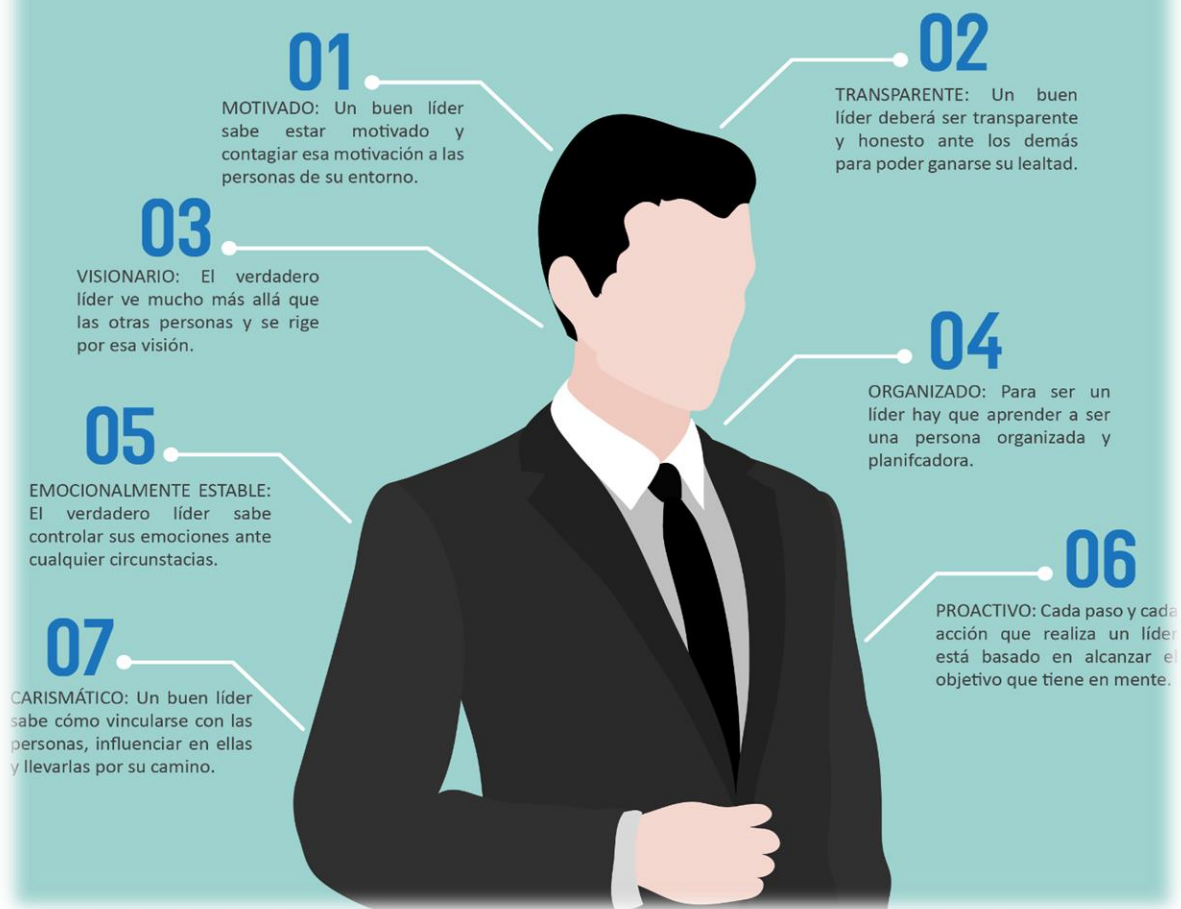 01
MOTIVADO: Un buen líder
sabe estar motivado y
contagiar esa motivación a las
personas de su entorno.
02
TRANSPARENTE: Un buen
líder deberá ser transparente
y honesto ante los demás
para poder ganarse su lealtad.
03
VISIONARIO: El verdadero
líder ve mucho más allá que
las otras personas y se rige
por esa visión.
04
ORGANIZADO: Para ser un
líder hay que aprender a ser
una persona organizada y
planifcadora.
05
EMOCIONALMENTE ESTABLE:
El verdadero líder sabe
controlar sus emociones ante
cualquier circunstacias.
06
PROACTIVO: Cada paso y cada
acción que realiza un líder
está basado en alcanzar el
objetivo que tiene en mente.
07
CARISMÁTICO: Un buen líder
sabe cómo vincularse con las
personas, influenciar en ellas
y llevarlas por su camino.